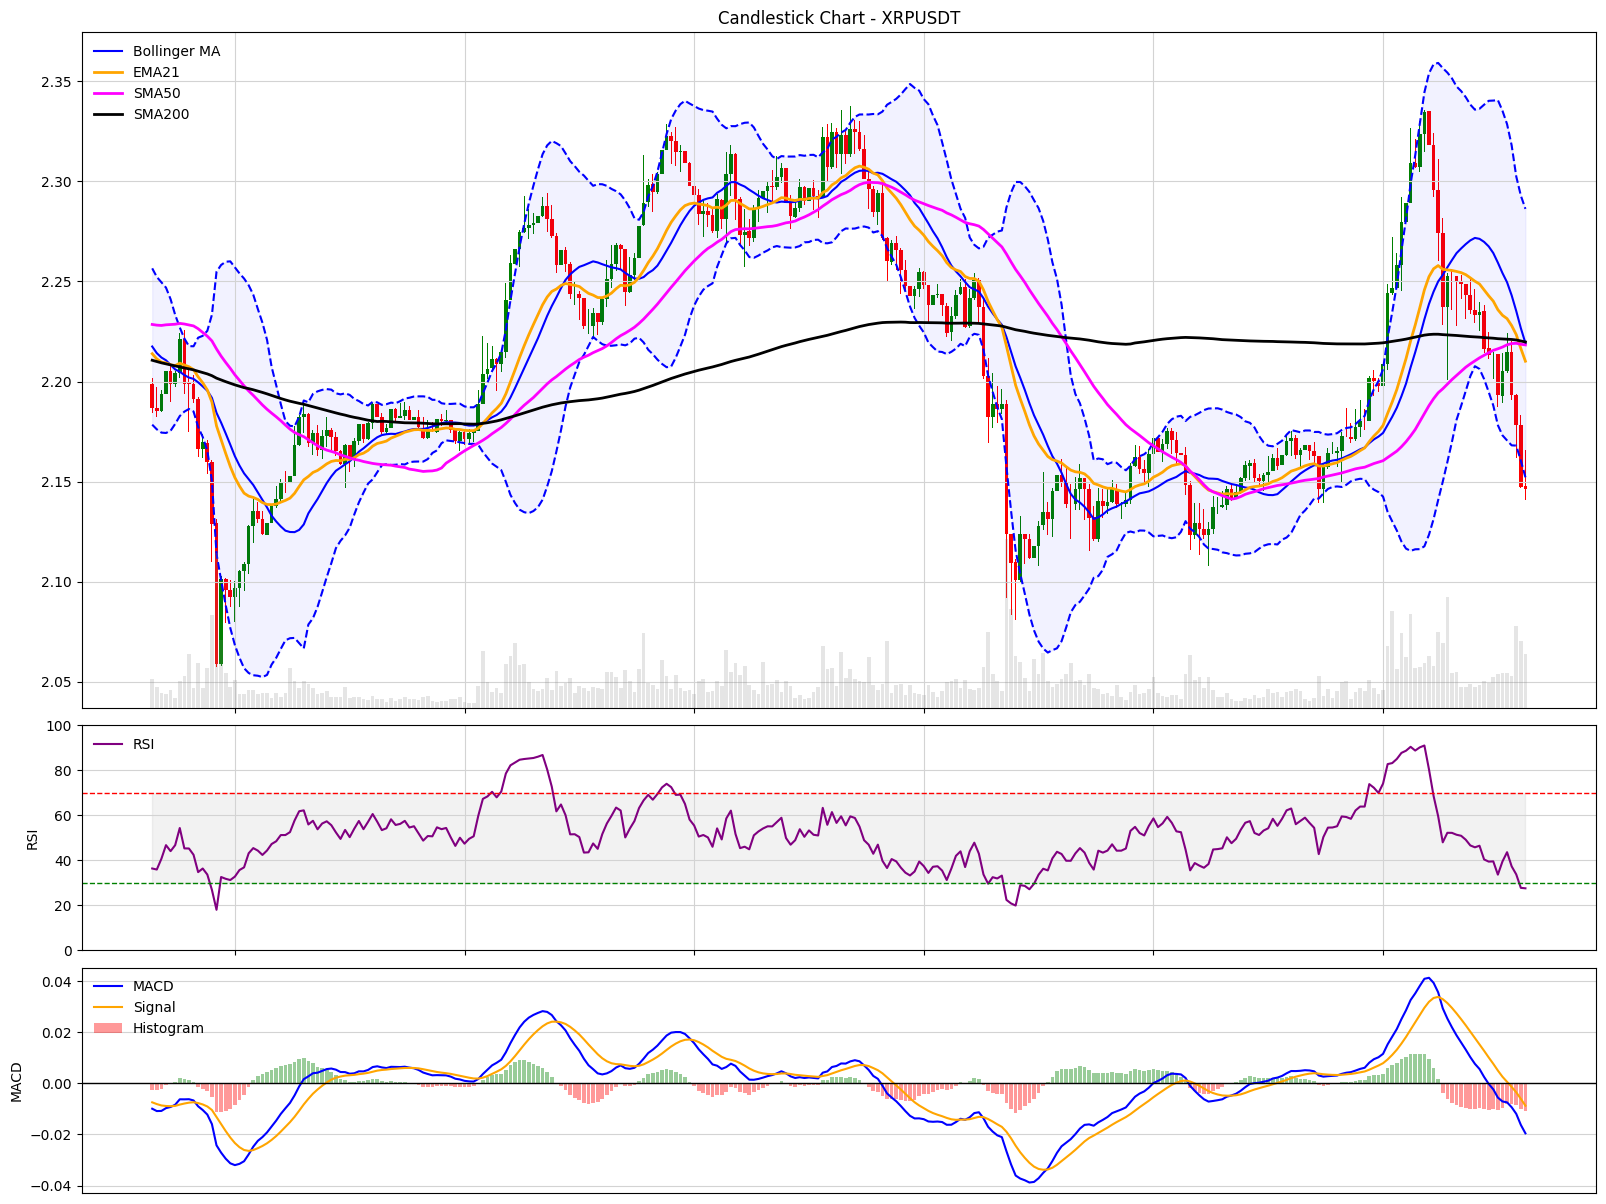 Candlestick Chart - XRPUSDT
Bollinger MA
EMA21
SMA50
SMA200
2.35
2.30
2.25
2.20
2.15
2.10
2.05
RSI
RSI
100
80
60
40
20
0
MACD
Signal
Histogram
MACD
0.04
0.02
0.00
−0.02
−0.04